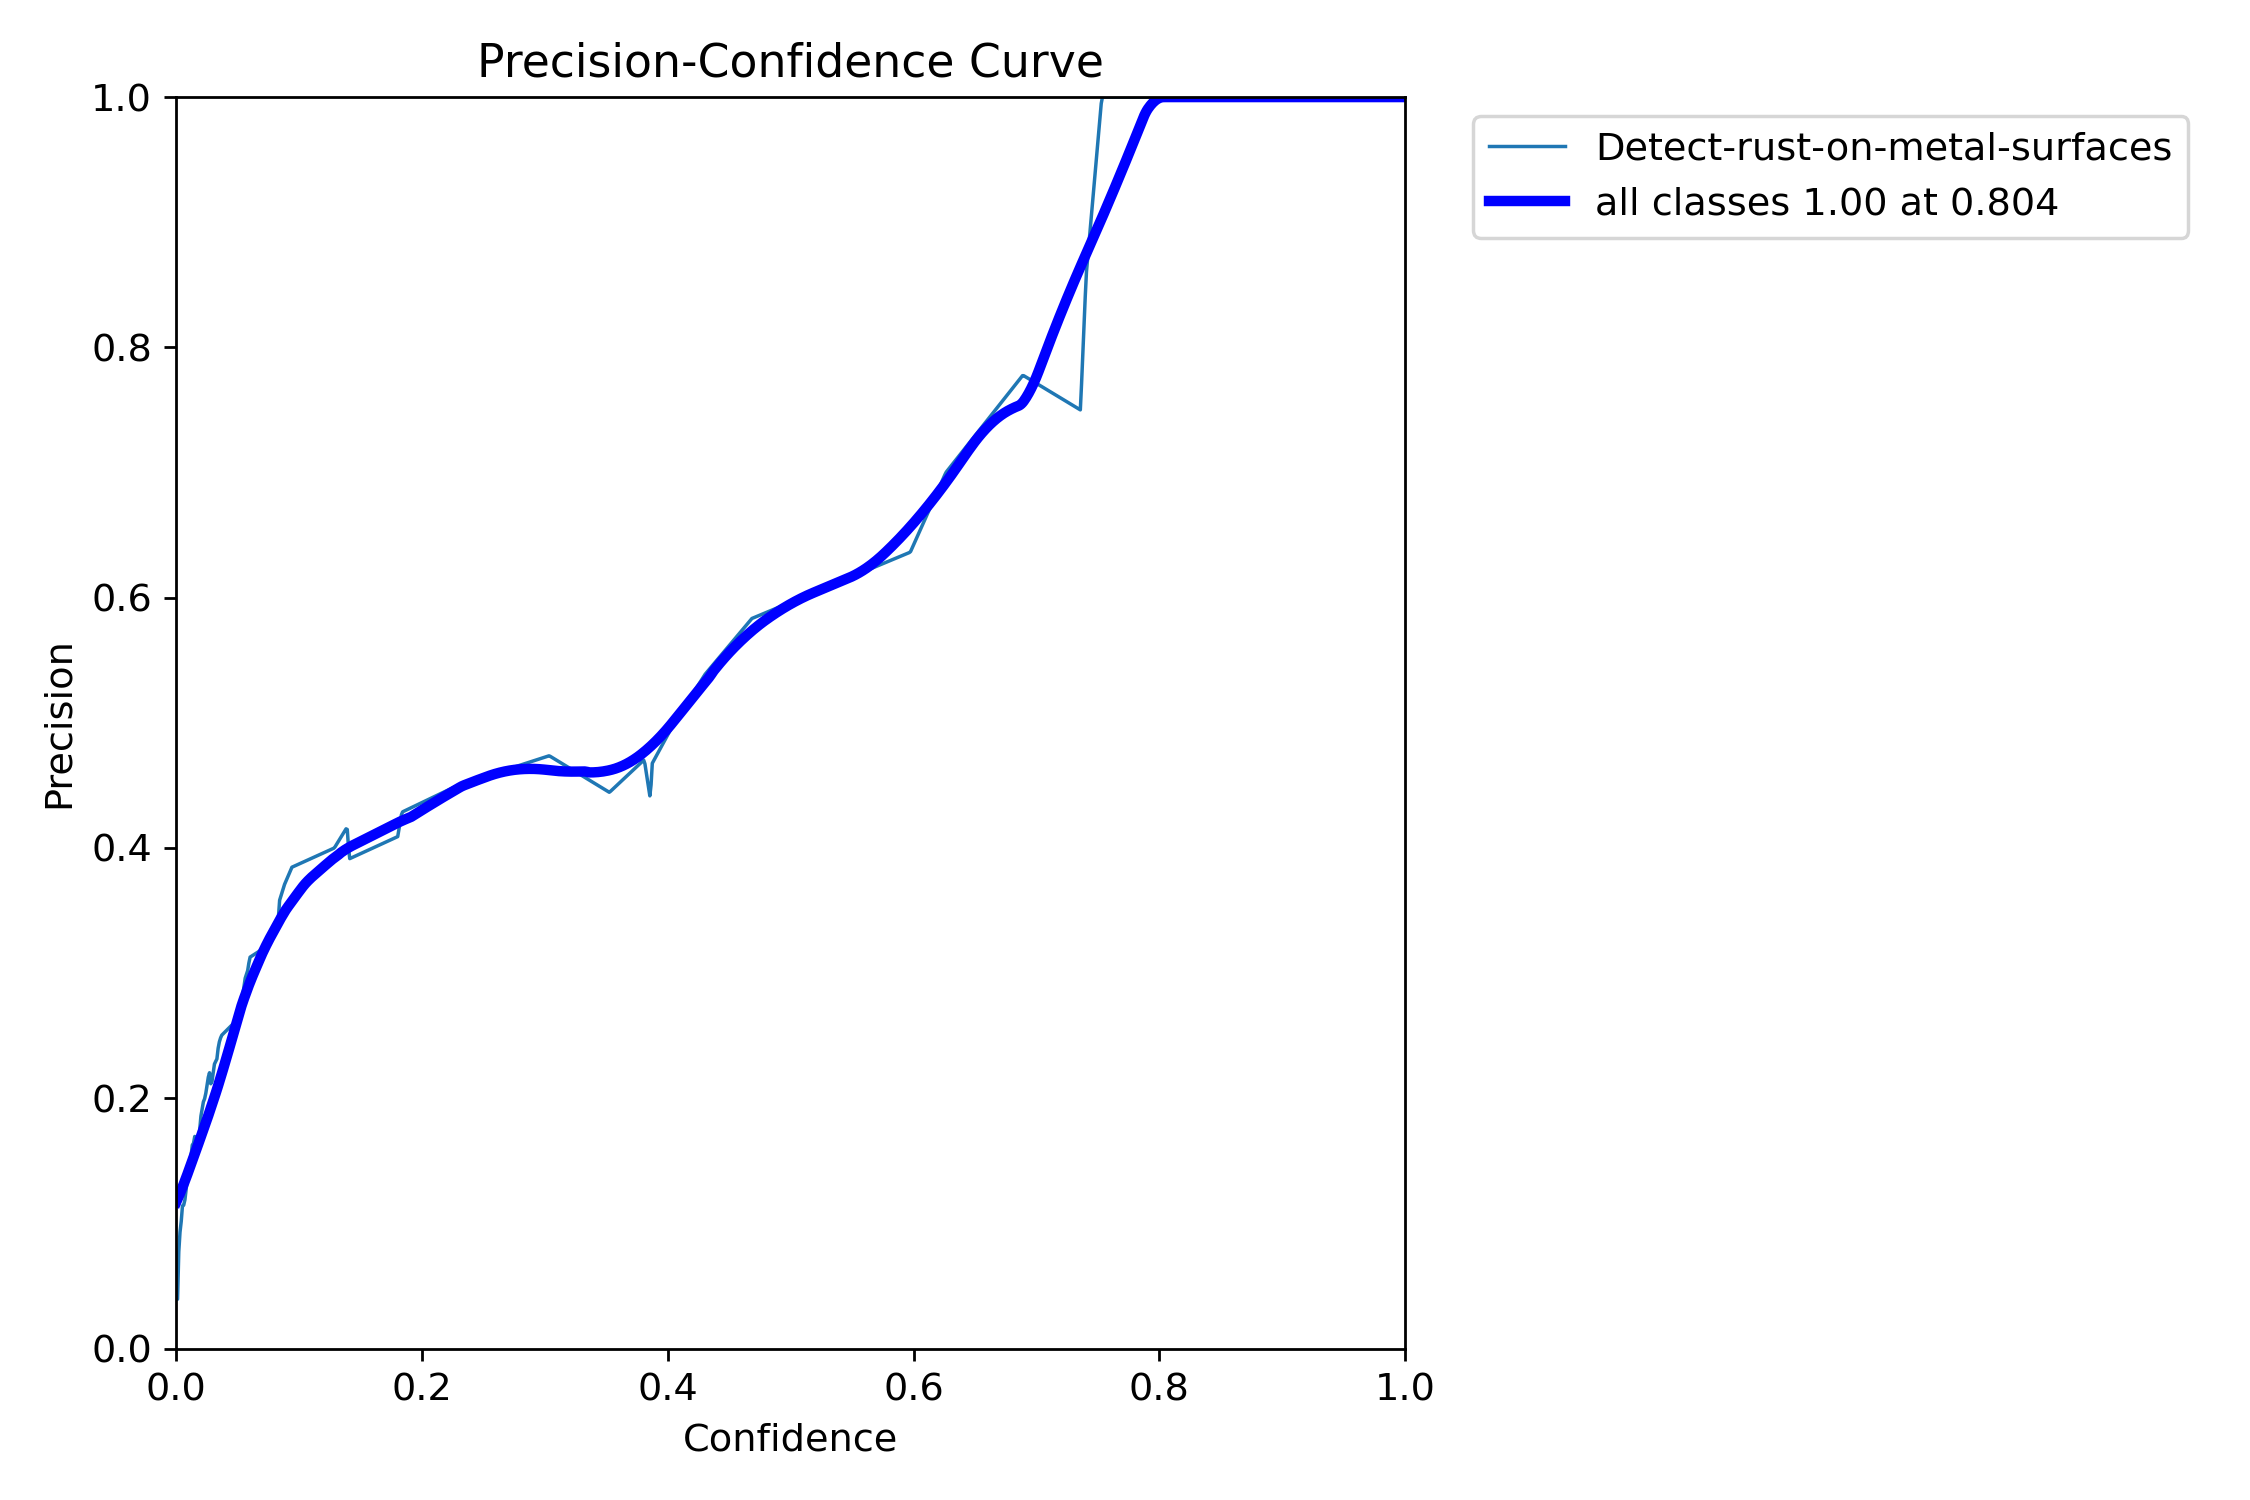 Precision-Confidence Curve
1.0
0.8
0.6
0.4
0.2
0.0
Precision
0.0 0.2 0.4 0.6 0.8 1.0
Confidence
Detect-rust-on-metal-surfaces
all classes 1.00 at 0.804